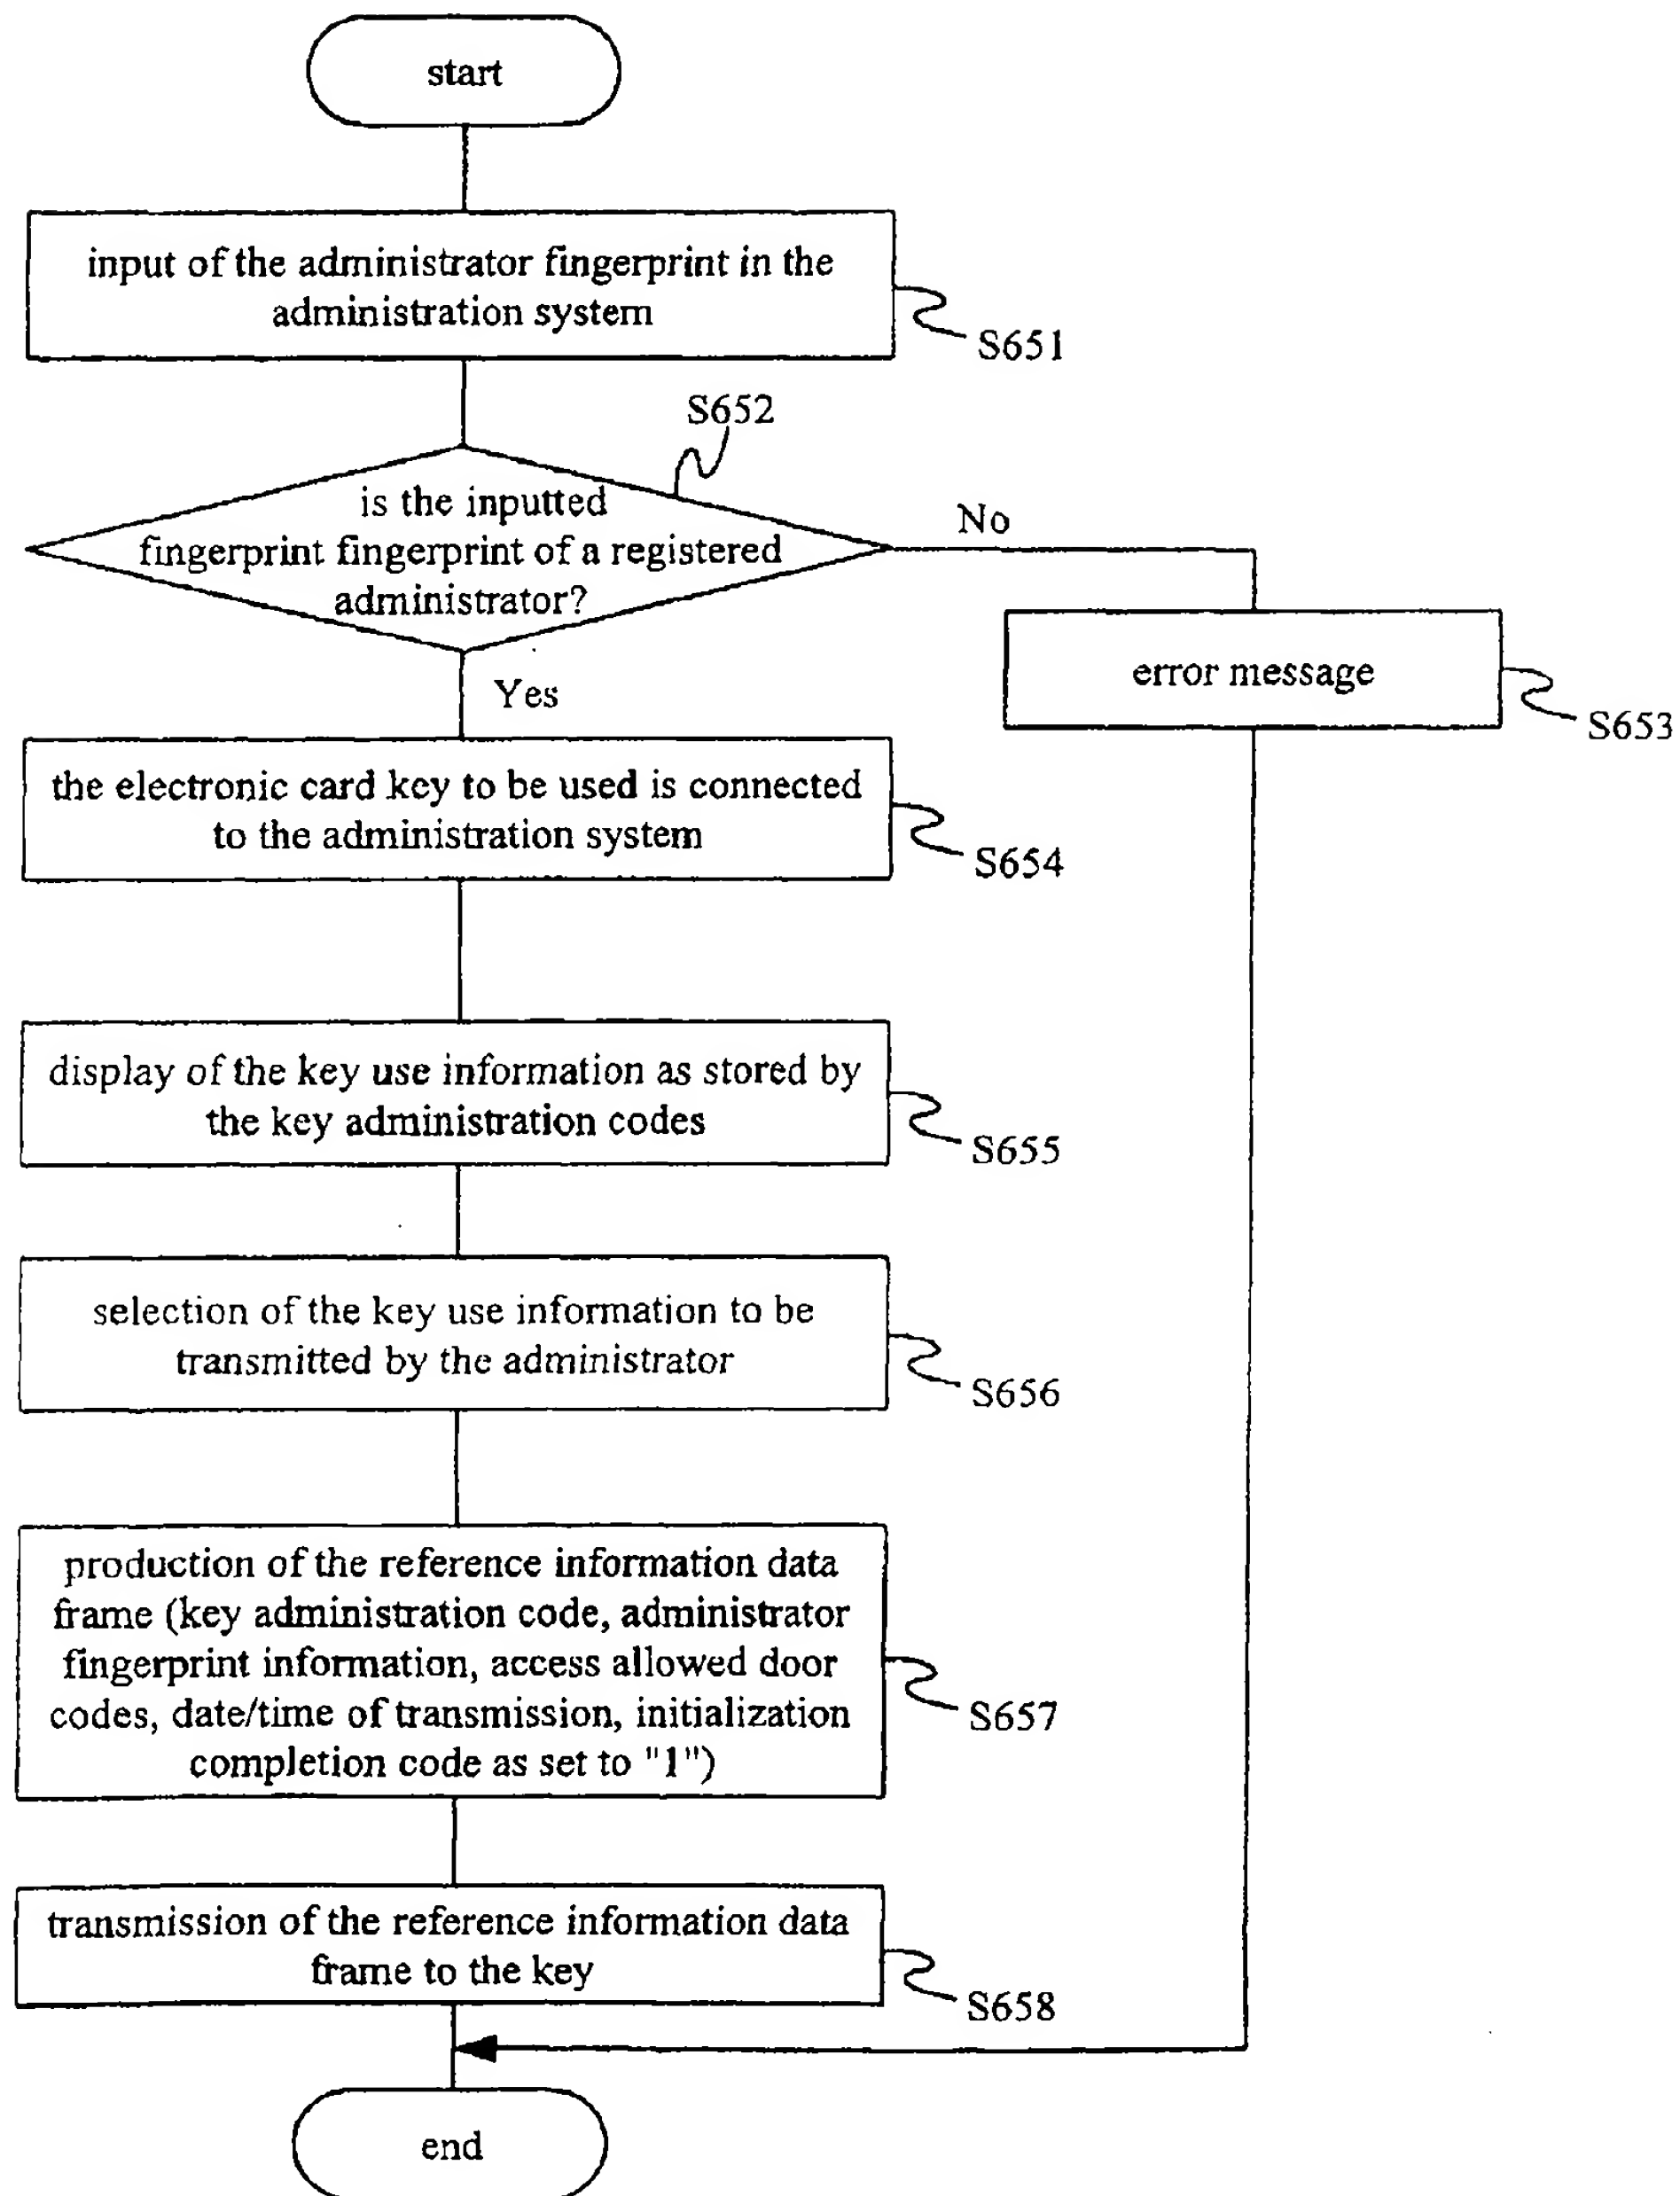 start
input of the administrator fingerprint in the
administration system
S651
S652
is the inputted
fingerprint fingerprint of a registered
administrator?
No
Yes
error message
S653
the electronic card key to be used is connected
to the administration system
S654
display of the key use information as stored by
the key administration codes
S655
selection of the key use information to be
transmitted by the administrator
S656
production of the reference information data
frame (key administration code, administrator
fingerprint information, access allowed door
codes, date/time of transmission, initialization
completion code as set to "1")
S657
transmission of the reference information data
frame to the key
S658
end